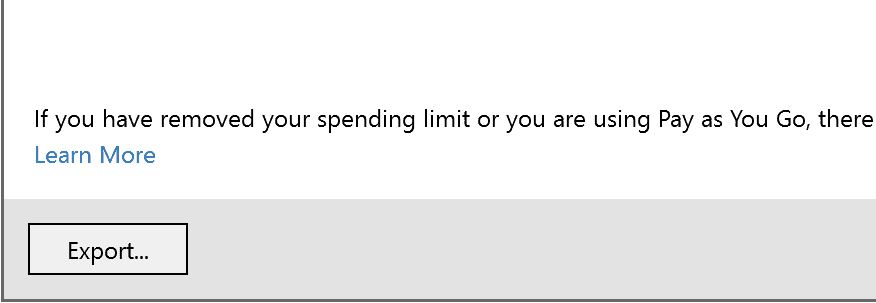 If you have removed your spending limit or you are using Pay as You Go, there
Learn More
Export...